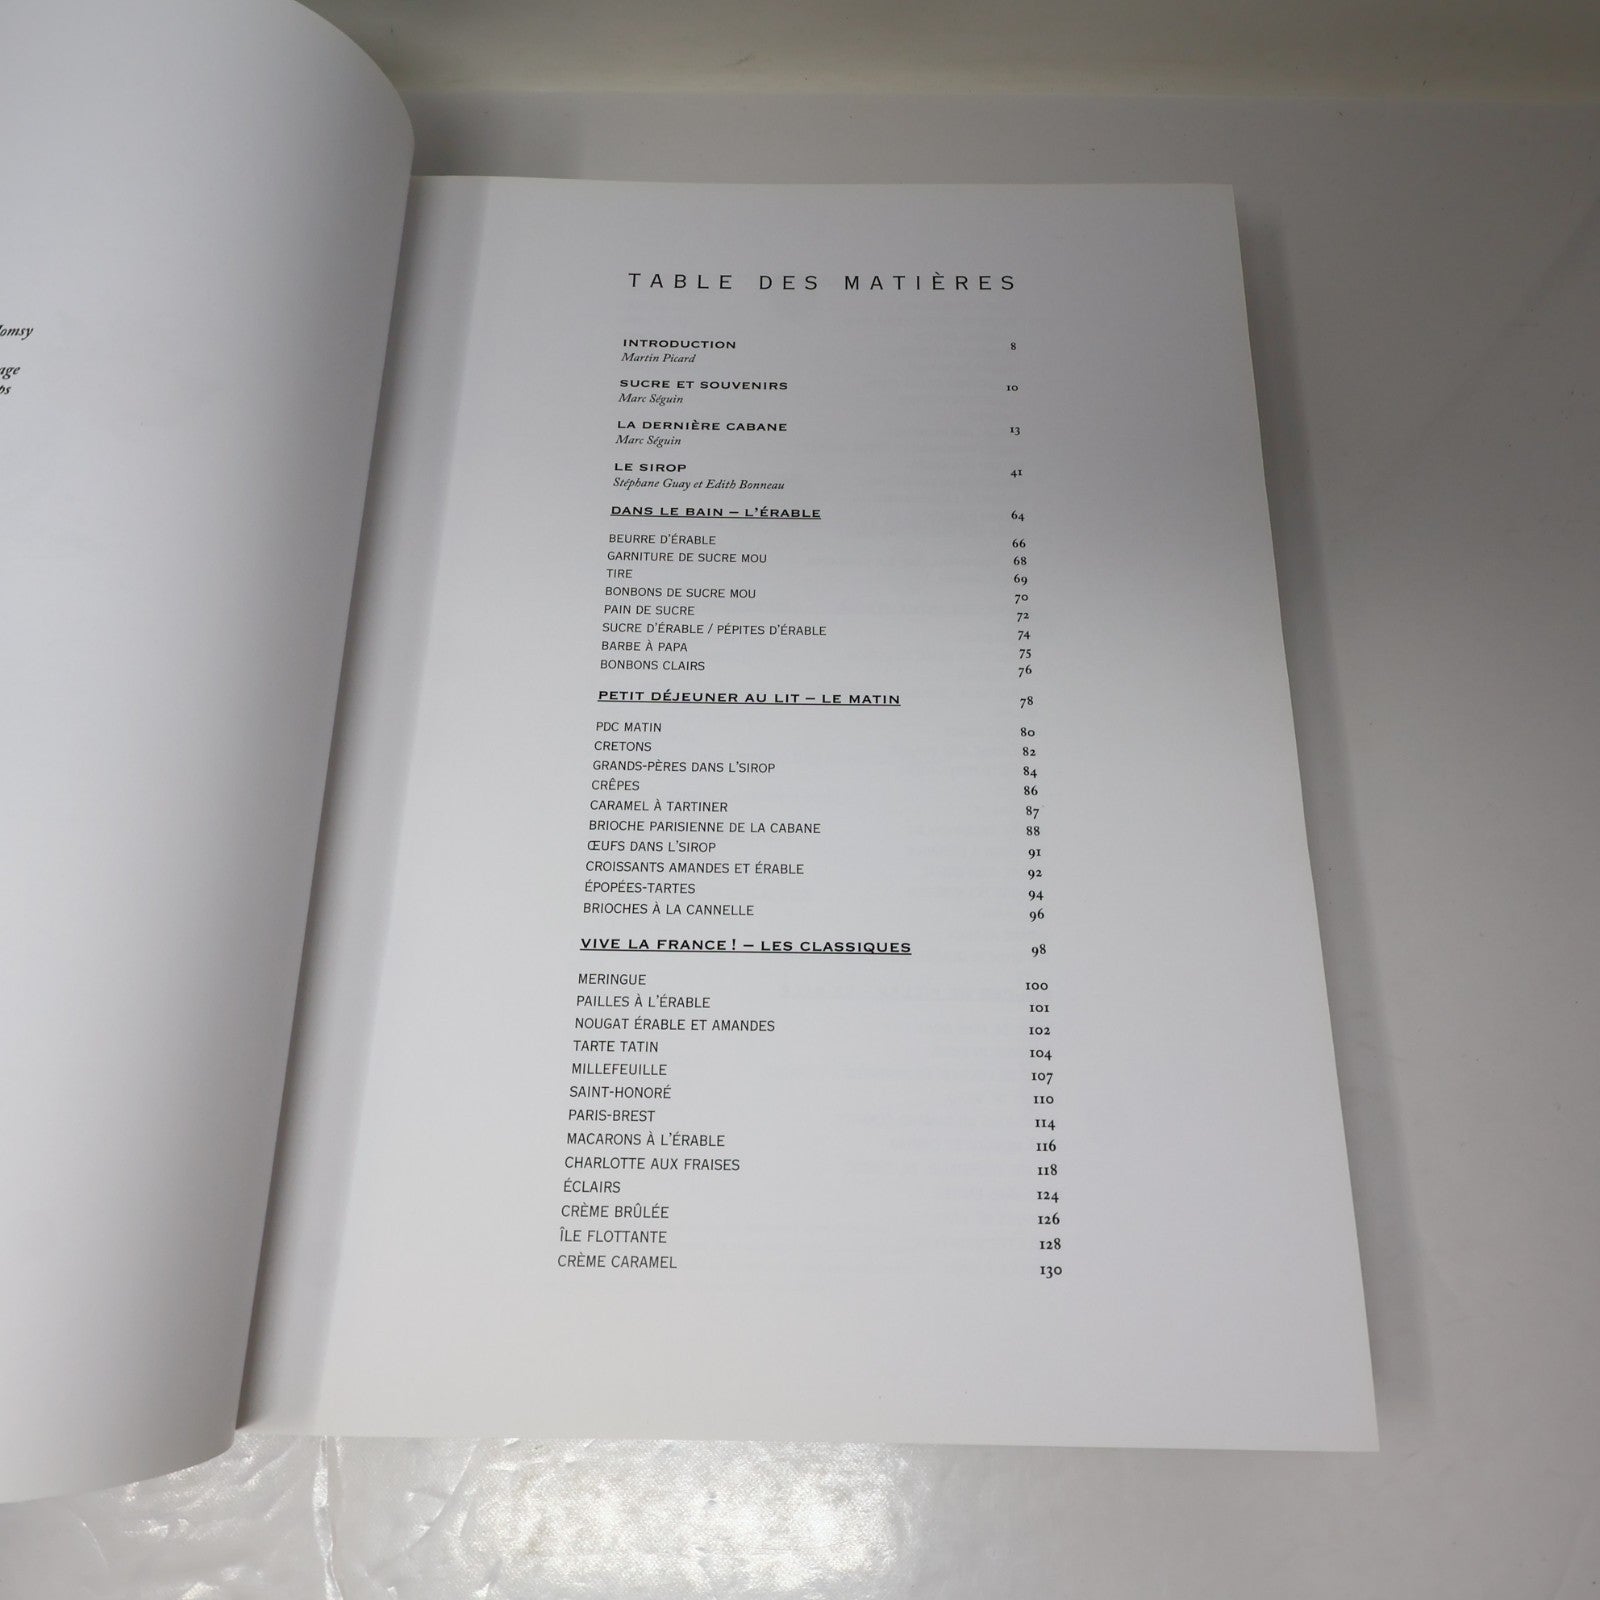 TABLE DES MATIÈRES
INTRODUCTION 8
Martin Picard
SUCRE ET SOUVENIRS 10
Marc Séguin
LA DERNIÈRE CABANE 13
Marc Séguin
LE SIROP 41
Stéphane Guay et Edith Bonneau
DANS LE BAIN – L'ÉRABLE 64
BEURRE D'ÉRABLE 66
GARNITURE DE SUCRE MOU 68
TIRE 69
BONBONS DE SUCRE MOU 70
PAIN DE SUCRE 72
SUCRE D'ÉRABLE / PÉPITES D'ÉRABLE 74
BARBE À PAPA 75
BONBONS CLAIRS 76
PETIT DÉJEUNER AU LIT – LE MATIN 78
PDC MATIN 80
CRETONS 82
GRANDS-PÈRES DANS L'SIROP 84
CRÊPES 86
CARAMEL À TARTINER 87
BRIOCHE PARISIENNE DE LA CABANE 88
ŒUFS DANS L'SIROP 91
CROISSANTS AMANDES ET ÉRABLE 92
ÉPOPÉES-TARTES 94
BRIOCHES À LA CANNELLE 96
VIVE LA FRANCE ! – LES CLASSIQUES 98
MERINGUE 100
PAILLES À L'ÉRABLE 101
NOUGAT ÉRABLE ET AMANDES 102
TARTE TATIN 104
MILLEFEUILLE 107
SAINT-HONORÉ 110
PARIS-BREST 114
MACARONS À L'ÉRABLE 116
CHARLOTTE AUX FRAISES 118
ÉCLAIRS 124
CRÈME BRÛLÉE 126
ÎLE FLOTTANTE 128
CRÈME CARAMEL 130